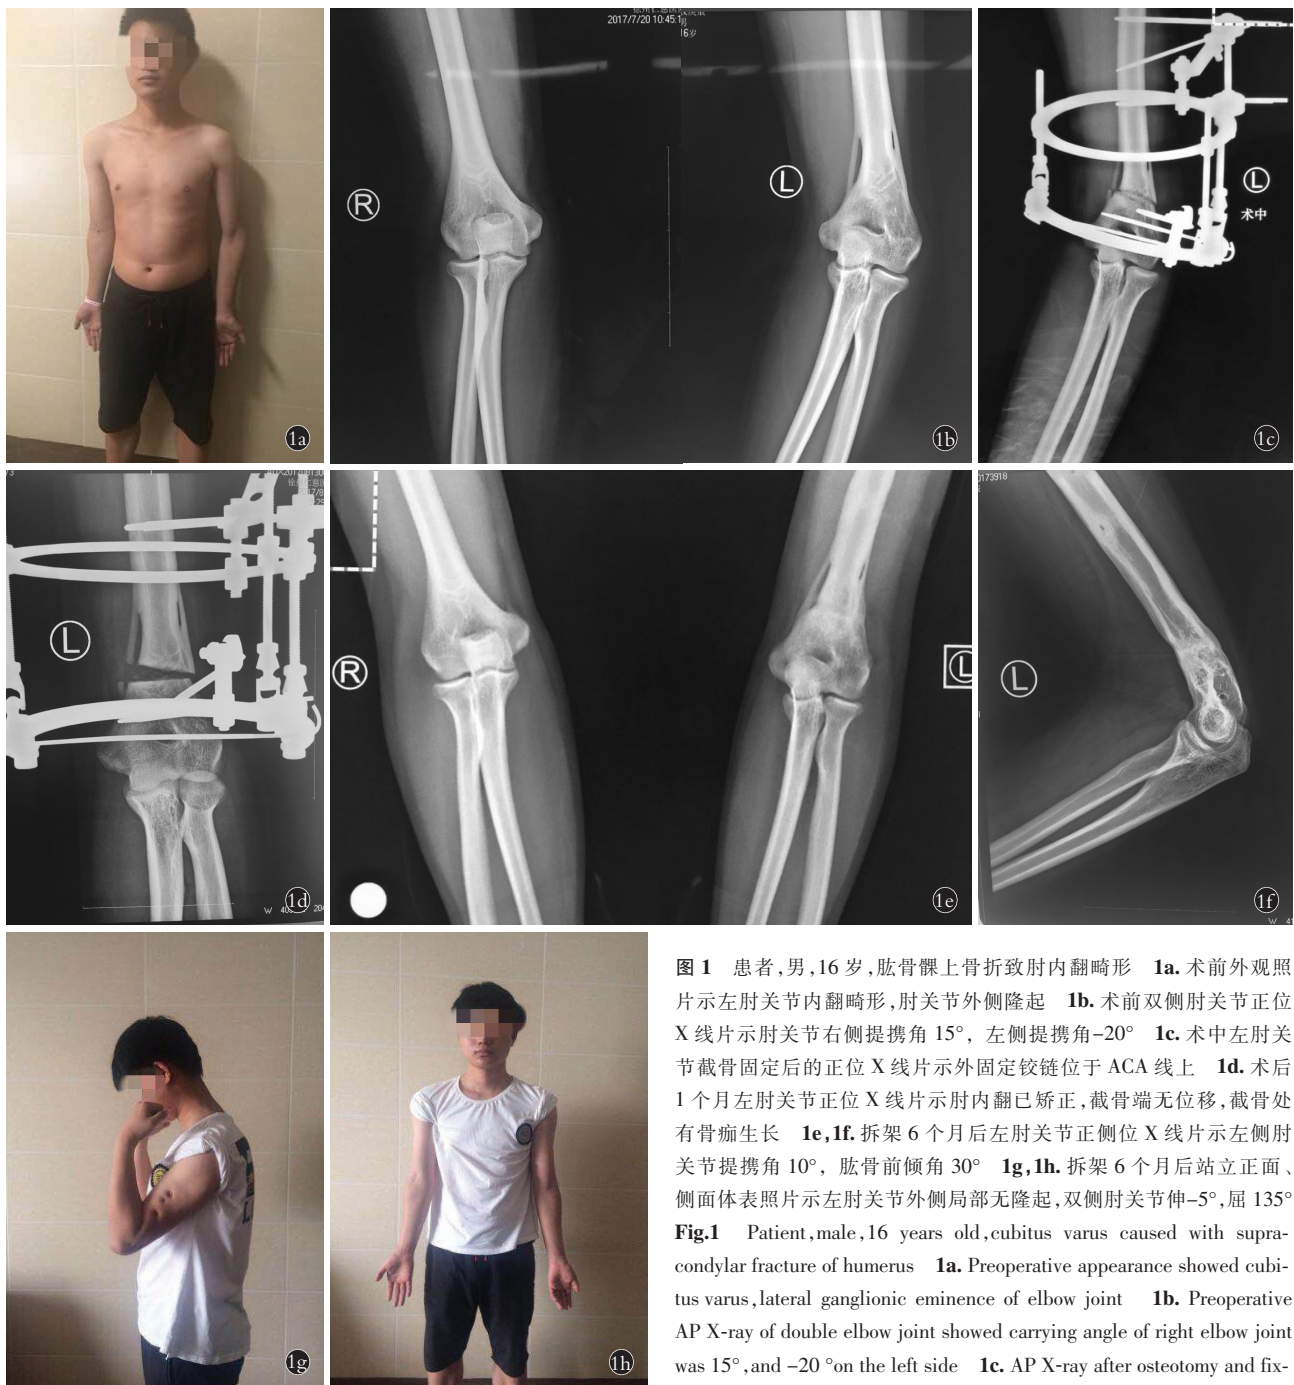 2017/7/20 10:45:1
16岁
R
L
L
术中
1a
1b
1c
L
R
L
20173918
L
1d
1e
1f
1g
1h
图 1 患者,男,16 岁,肱骨髁上骨折致肘内翻畸形 1a. 术前外观照
片示左肘关节内翻畸形,肘关节外侧隆起 1b. 术前双侧肘关节正位
X 线片示肘关节右侧提携角 15°, 左侧提携角-20° 1c. 术中左肘关
节截骨固定后的正位 X 线片示外固定铰链位于 ACA 线上 1d. 术后
1 个月左肘关节正位 X 线片示肘内翻已矫正,截骨端无位移,截骨处
有骨痂生长 1e,1f. 拆架 6 个月后左肘关节正侧位 X 线片示左侧肘
关节提携角 10°, 肱骨前倾角 30° 1g,1h. 拆架 6 个月后站立正面、
侧面体表照片示左肘关节外侧局部无隆起,双侧肘关节伸-5°,屈 135°
Fig.1 Patient,male,16 years old,cubitus varus caused with supra-
condylar fracture of humerus 1a. Preoperative appearance showed cubi-
tus varus,lateral ganglionic eminence of elbow joint 1b. Preoperative
AP X-ray of double elbow joint showed carrying angle of right elbow joint
was 15°,and -20 °on the left side 1c. AP X-ray after osteotomy and fix-